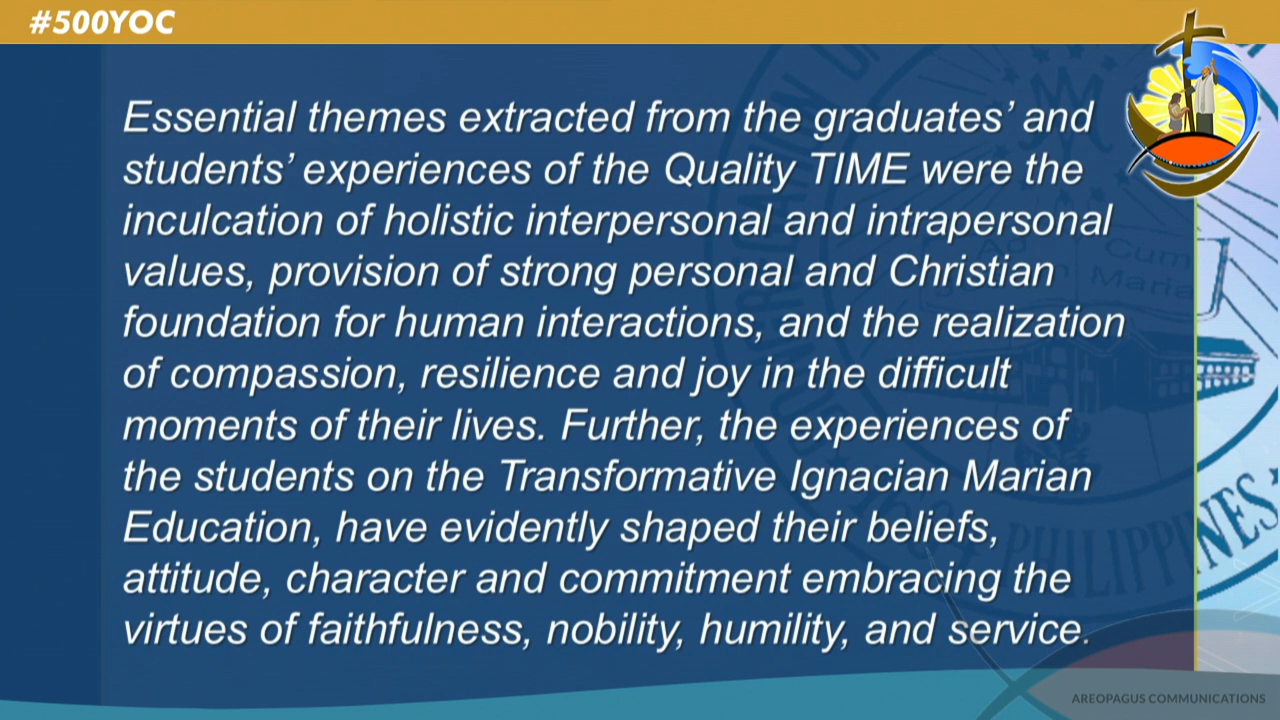 #500YOC
Essential themes extracted from the graduates’ and
students’ experiences of the Quality TIME were the
inculcation of holistic interpersonal and intrapersonal
values, provision of strong personal and Christian
foundation for human interactions, and the realization
of compassion, resilience and joy in the difficult
moments of their lives. Further, the experiences of
the students on the Transformative Ignacian Marian
Education, have evidently shaped their beliefs,
attitude, character and commitment embracing the
virtues of faithfulness, nobility, humility, and service.
Cum
Maria
PHILIPPINES
AREOPAGUS COMMUNICATIONS